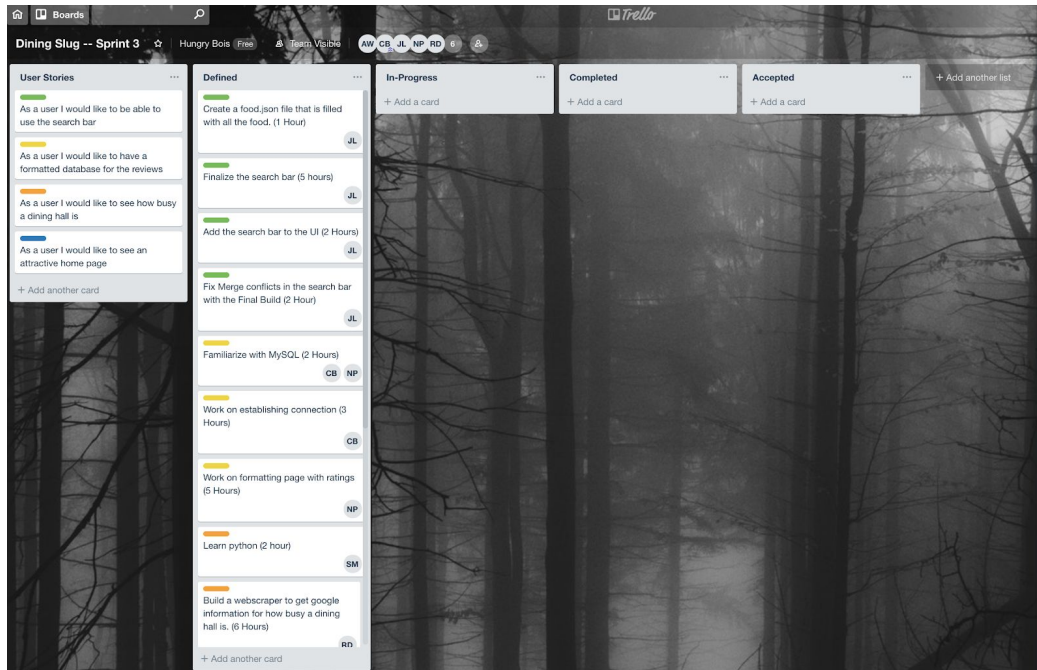 Boards
Trello
Dining Slug -- Sprint 3
Hungry Bois Free
Team Visible
AW CB JL NP RD 6
User Stories
As a user I would like to be able to
use the search bar
As a user I would like to have a
formatted database for the reviews
As a user I would like to see how busy
a dining hall is
As a user I would like to see an
attractive home page
+ Add another card
Defined
Create a food.json file that is filled
with all the food. (1 Hour)
JL
Finalize the search bar (5 hours)
JL
Add the search bar to the UI (2 Hours)
JL
Fix Merge conflicts in the search bar
with the Final Build (2 Hour)
JL
Familiarize with MySQL (2 Hours)
CB NP
Work on establishing connection (3
Hours)
CB
Work on formatting page with ratings
(5 Hours)
NP
Learn python (2 hour)
SM
Build a webscraper to get google
information for how busy a dining
hall is. (6 Hours)
RD
+ Add another card
In-Progress
+ Add a card
Completed
+ Add a card
Accepted
+ Add a card
+ Add another list